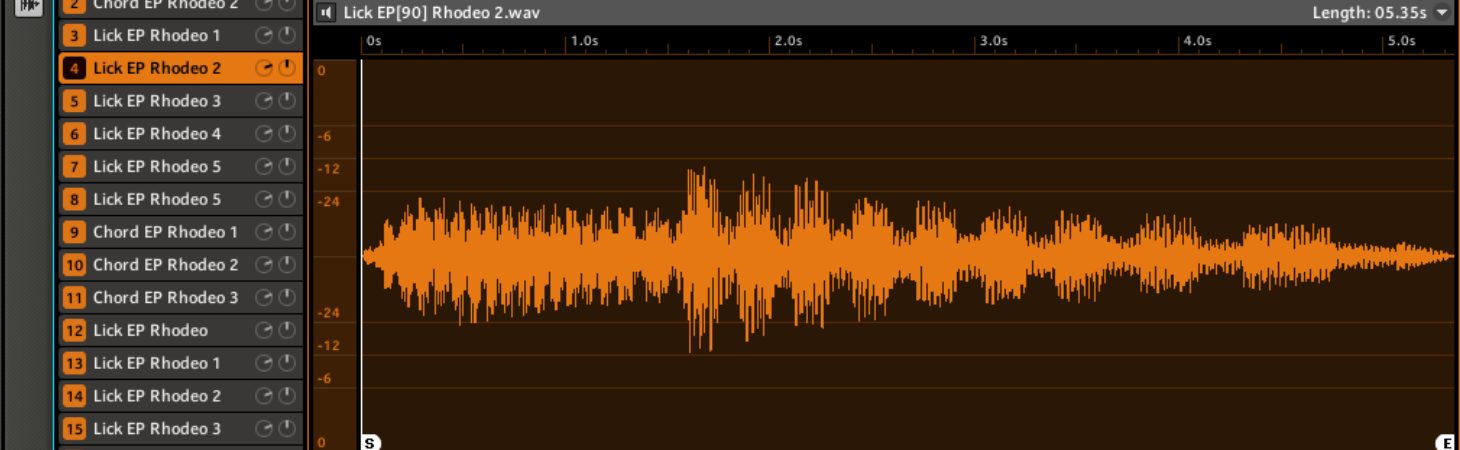 2 Chord EP Rhodeo 2
3 Lick EP Rhodeo 1
4 Lick EP Rhodeo 2
5 Lick EP Rhodeo 3
6 Lick EP Rhodeo 4
7 Lick EP Rhodeo 5
8 Lick EP Rhodeo 5
9 Chord EP Rhodeo 1
10 Chord EP Rhodeo 2
11 Chord EP Rhodeo 3
12 Lick EP Rhodeo
13 Lick EP Rhodeo 1
14 Lick EP Rhodeo 2
15 Lick EP Rhodeo 3
Lick EP[90] Rhodeo 2.wav Length: 05.35s
0s 1.0s 2.0s 3.0s 4.0s 5.0s
0
-6
-12
-24
-24
-12
-6
0
S E